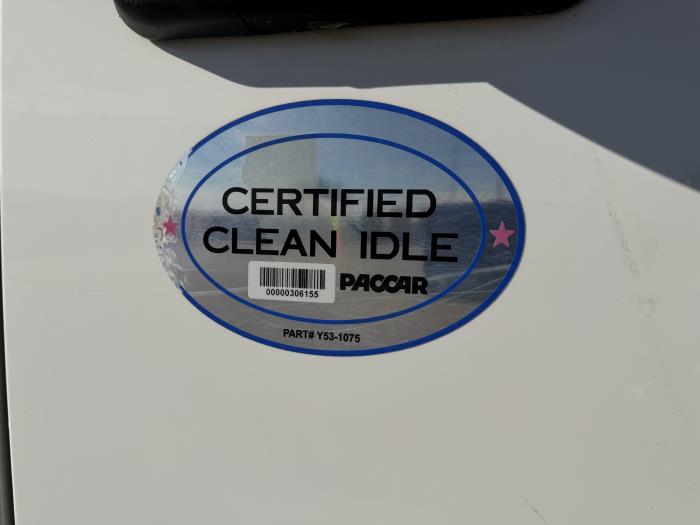 CERTIFIED
CLEAN IDLE
00000306155
PACCAR
PART# Y53-1075